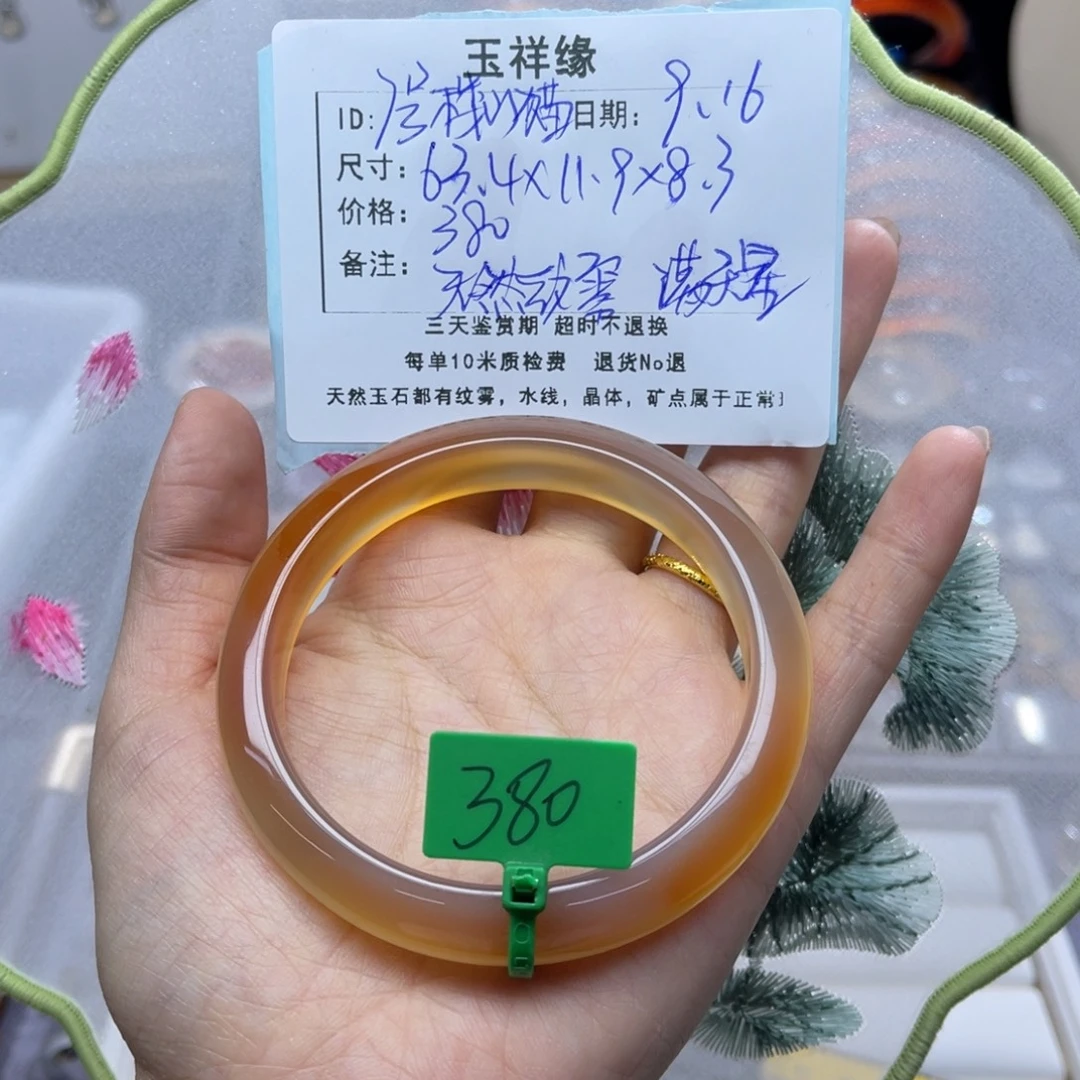 玉祥缘
ID: 日期: 9.16
尺寸: 63.4×11.9×8.3
价格: 380
备注: 天然
三天鉴赏期 超时不退换
每单10米质检费 退货No退
天然玉石都有纹雾，水线，晶体，矿点属于正常
380